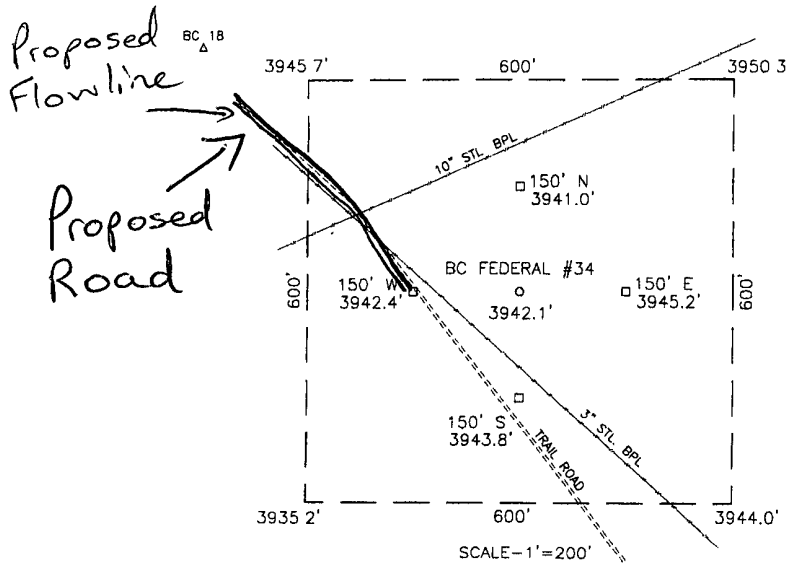 Proposed
Flowline
BC 18
3945 7'
600'
3950 3
10" STL BPL
150' N
3941.0'
Proposed
Road
BC FEDERAL #34
600'
150' W
3942.4'
3942.1'
150' E
3945.2'
600'
150' S
3943.8'
3" STL. BPL
TRAIL ROAD
3935 2'
600'
3944.0'
SCALE-1'=200'